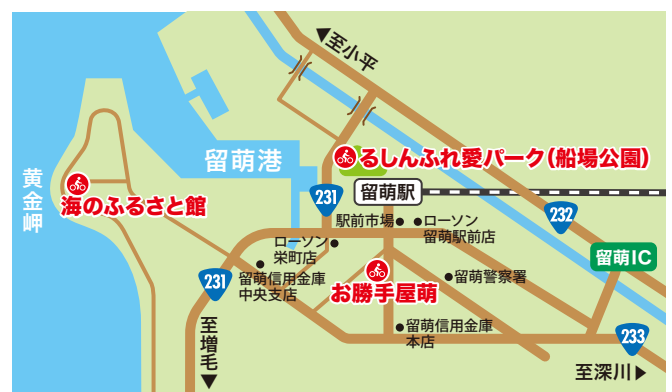 ▼至小平
るしんふれ愛パーク(船場公園)
留萌港
留萌駅
黄金岬
海のふるさと館
231
232
駅前市場
ローソン
留萌駅前店
ローソン
栄町店
留萌IC
留萌信用金庫
中央支店
お勝手屋萌
留萌警察署
231
至増毛▼
留萌信用金庫
本店
233
至深川▶